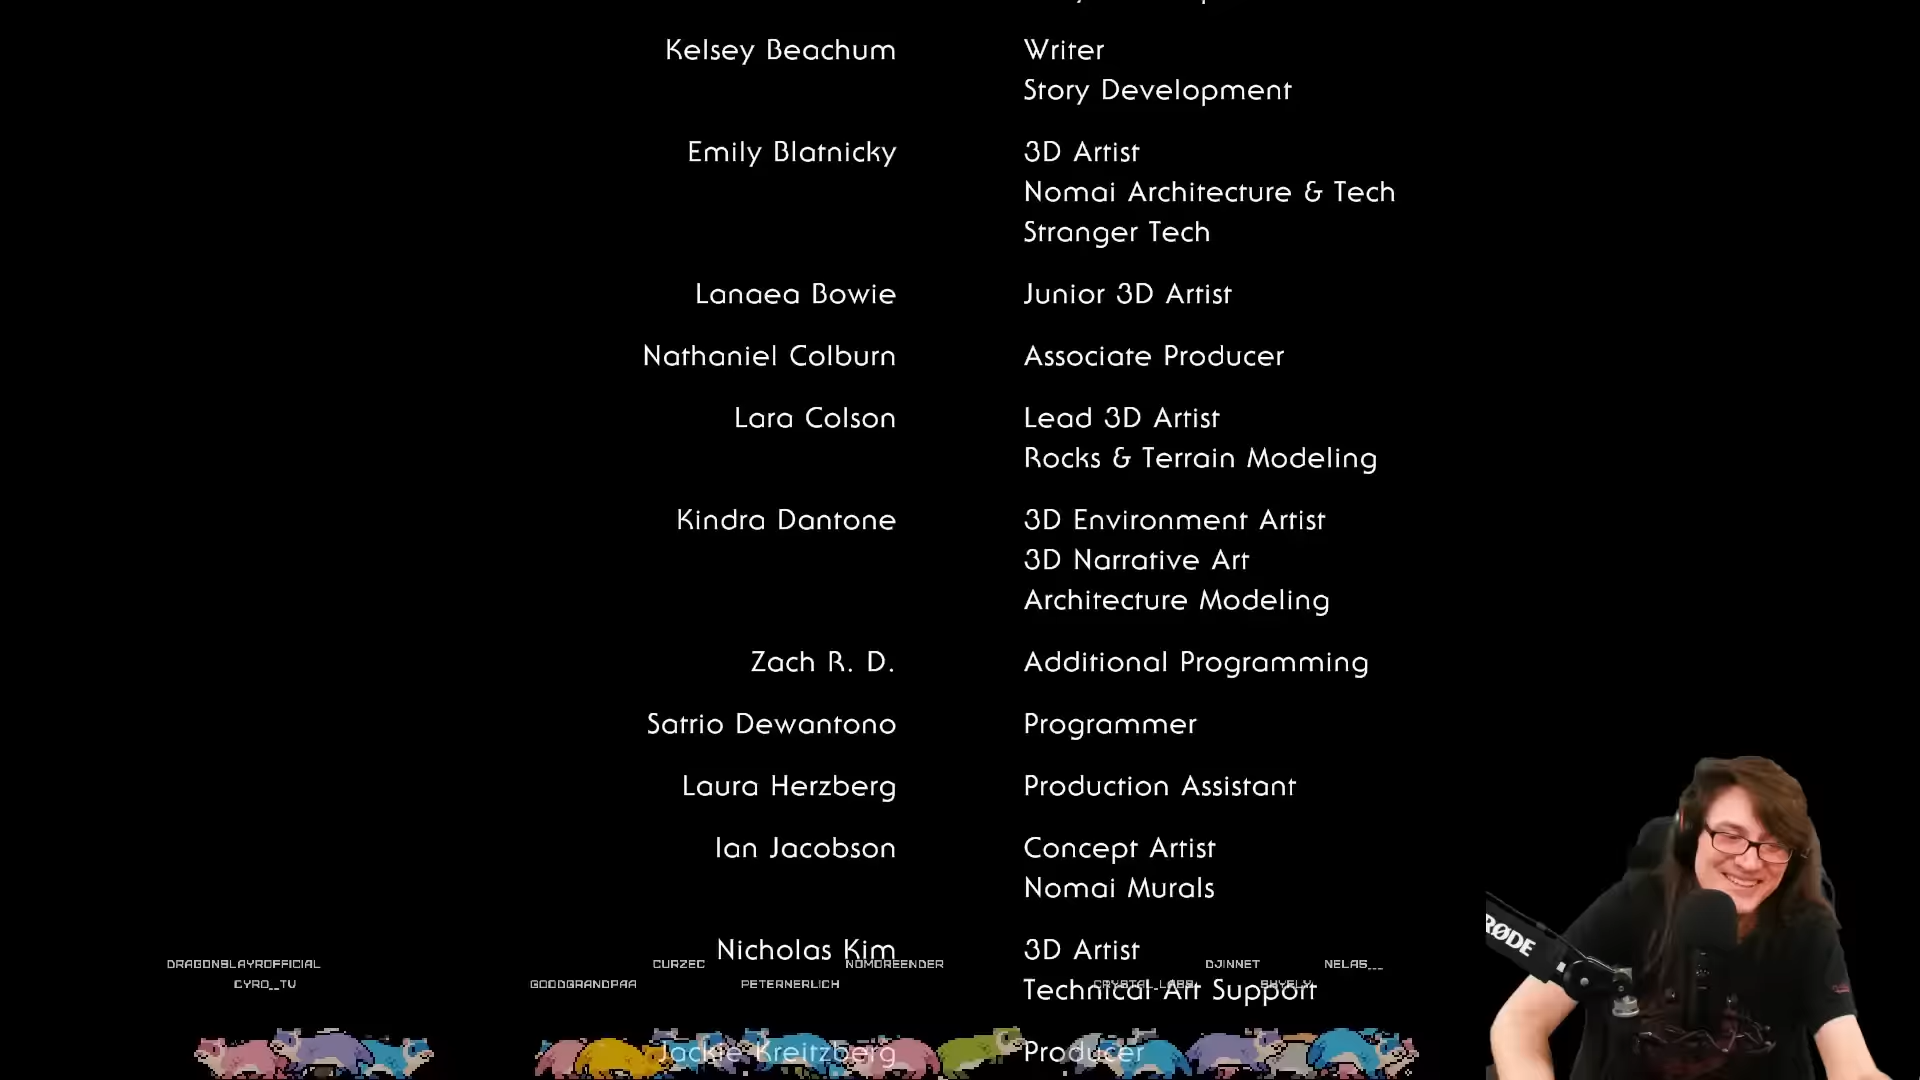 Kelsey Beachum Writer
Story Development
Emily Blatnicky 3D Artist
Nomai Architecture & Tech
Stranger Tech
Lanaea Bowie Junior 3D Artist
Nathaniel Colburn Associate Producer
Lara Colson Lead 3D Artist
Rocks & Terrain Modeling
Kindra Dantone 3D Environment Artist
3D Narrative Art
Architecture Modeling
Zach R. D. Additional Programming
Satrio Dewantono Programmer
Laura Herzberg Production Assistant
Ian Jacobson Concept Artist
Nomai Murals
Nicholas Kim 3D Artist
DRAGONSLAYROFFICIAL CURZEC NOMOREENDER DJINNET NELAS___
CYRO__TV GOODGRANDPAA PETERNERLICH
Technical Art Support
Jackie Kreitzberg Producer
RØDE